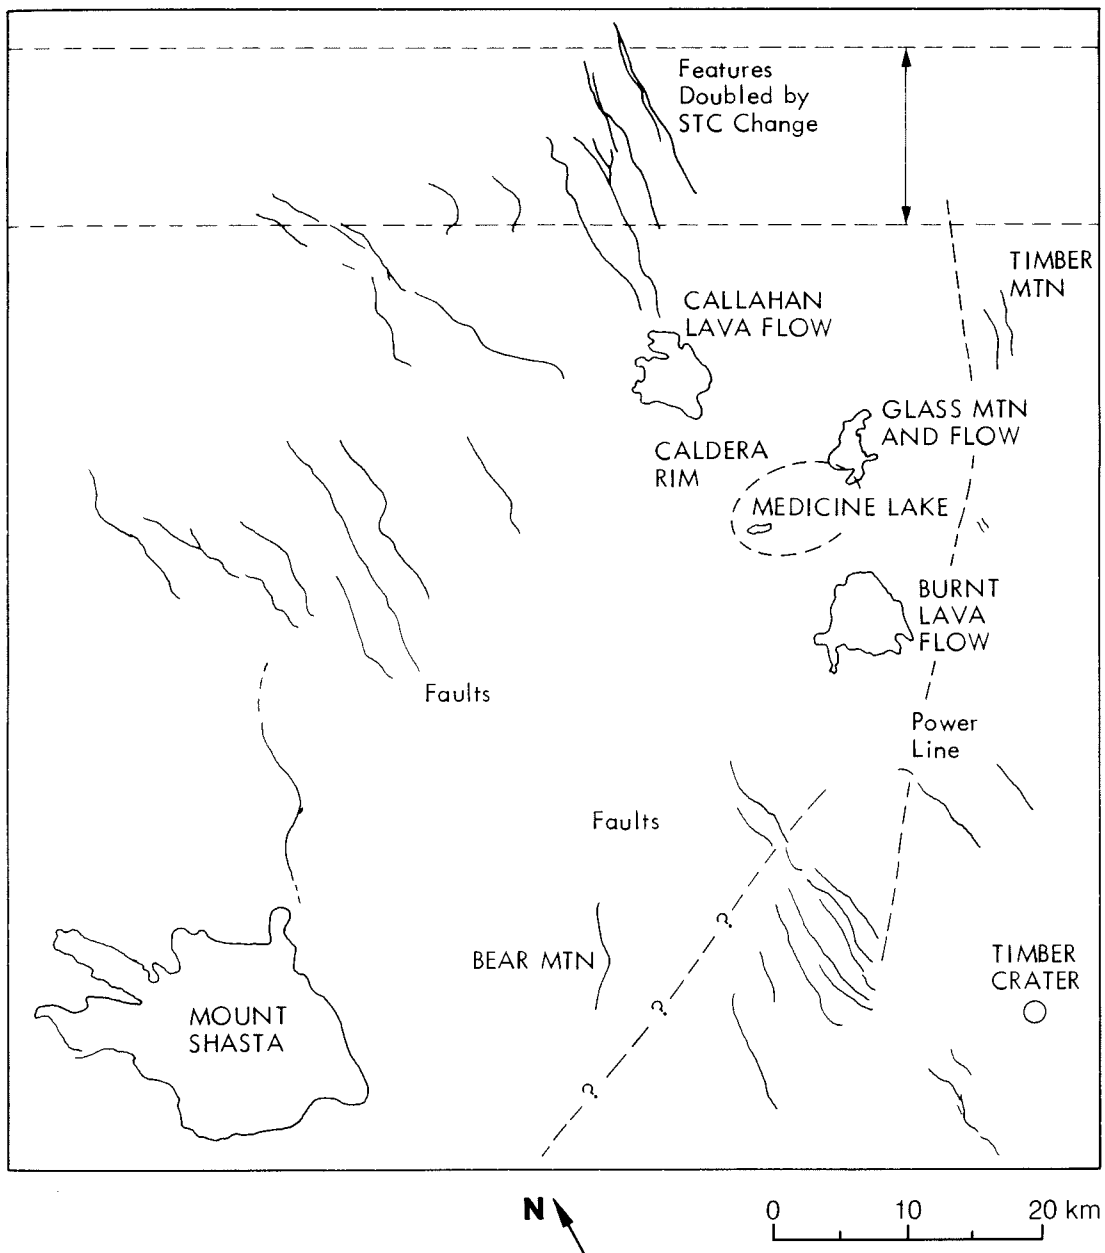 Features
Doubled by
STC Change
TIMBER
MTN
CALLAHAN
LAVA FLOW
GLASS MTN
AND FLOW
CALDERA
RIM
MEDICINE LAKE
BURNT
LAVA
FLOW
Faults
Power
Line
Faults
?
BEAR MTN
TIMBER
CRATER
?
MOUNT
SHASTA
?
N
0 10 20 km